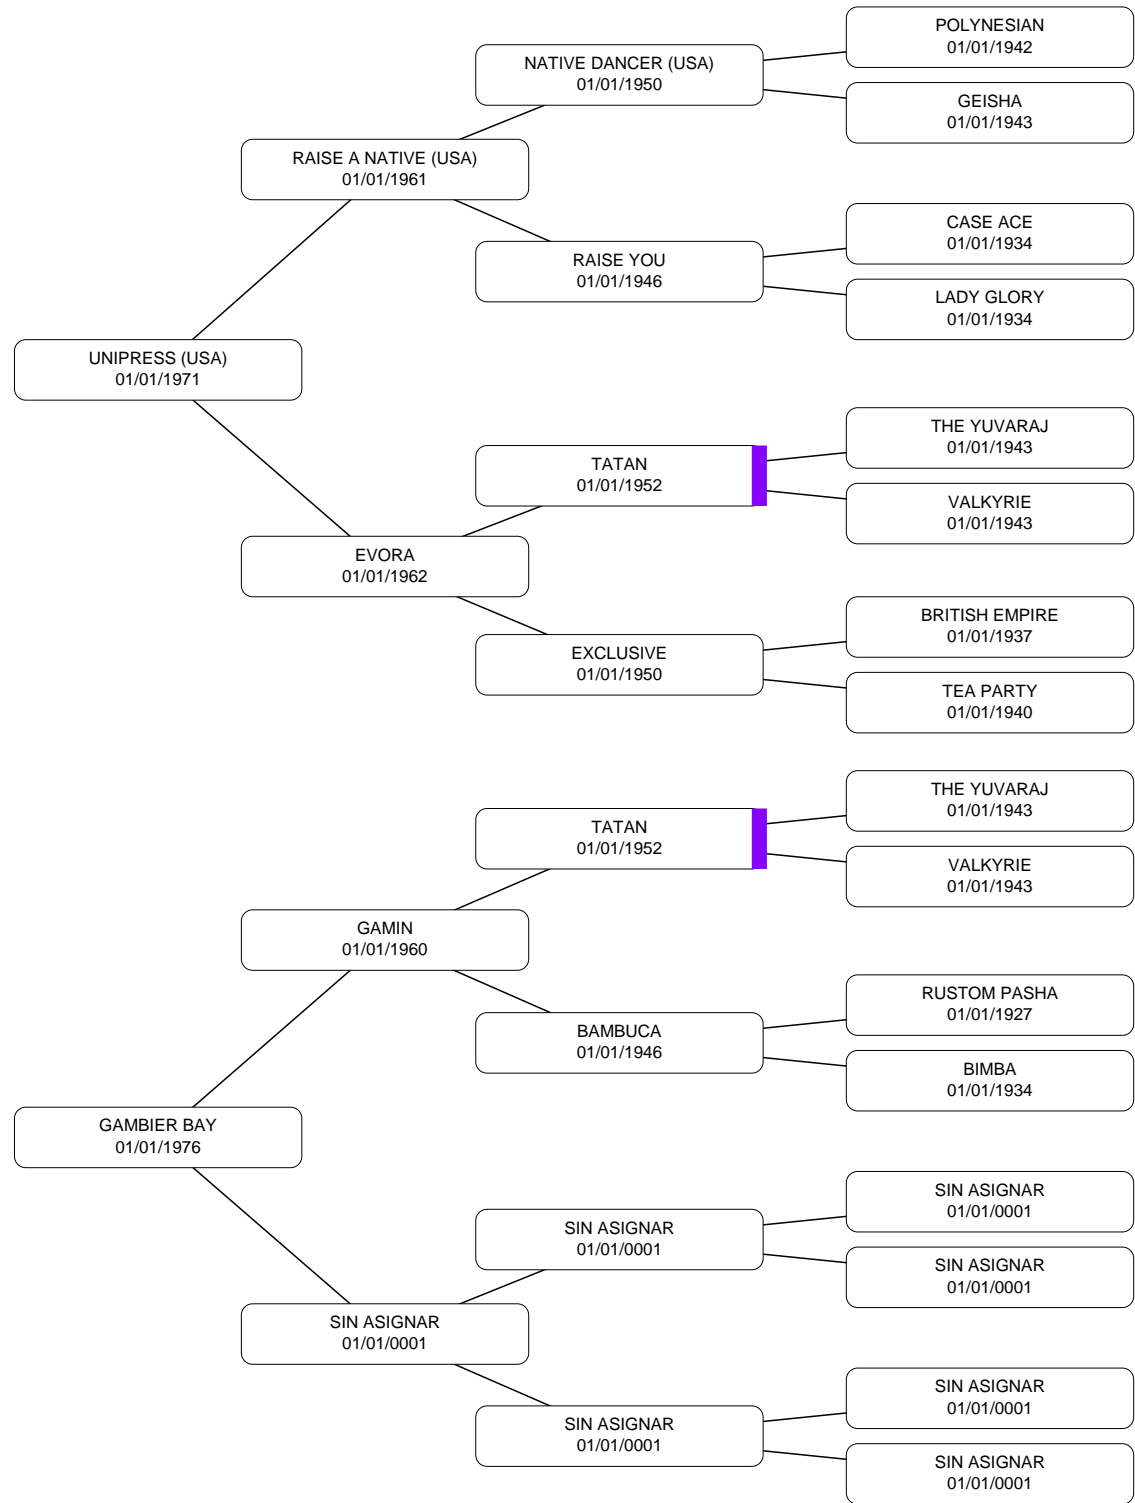 POLYNESIAN
01/01/1942
NATIVE DANCER (USA)
01/01/1950
GEISHA
01/01/1943
RAISE A NATIVE (USA)
01/01/1961
CASE ACE
01/01/1934
RAISE YOU
01/01/1946
LADY GLORY
01/01/1934
UNIPRESS (USA)
01/01/1971
THE YUVARAJ
01/01/1943
TATAN
01/01/1952
VALKYRIE
01/01/1943
EVORA
01/01/1962
BRITISH EMPIRE
01/01/1937
EXCLUSIVE
01/01/1950
TEA PARTY
01/01/1940
THE YUVARAJ
01/01/1943
TATAN
01/01/1952
VALKYRIE
01/01/1943
GAMIN
01/01/1960
RUSTOM PASHA
01/01/1927
BAMBUCA
01/01/1946
BIMBA
01/01/1934
GAMBIER BAY
01/01/1976
SIN ASIGNAR
01/01/0001
SIN ASIGNAR
01/01/0001
SIN ASIGNAR
01/01/0001
SIN ASIGNAR
01/01/0001
SIN ASIGNAR
01/01/0001
SIN ASIGNAR
01/01/0001
SIN ASIGNAR
01/01/0001